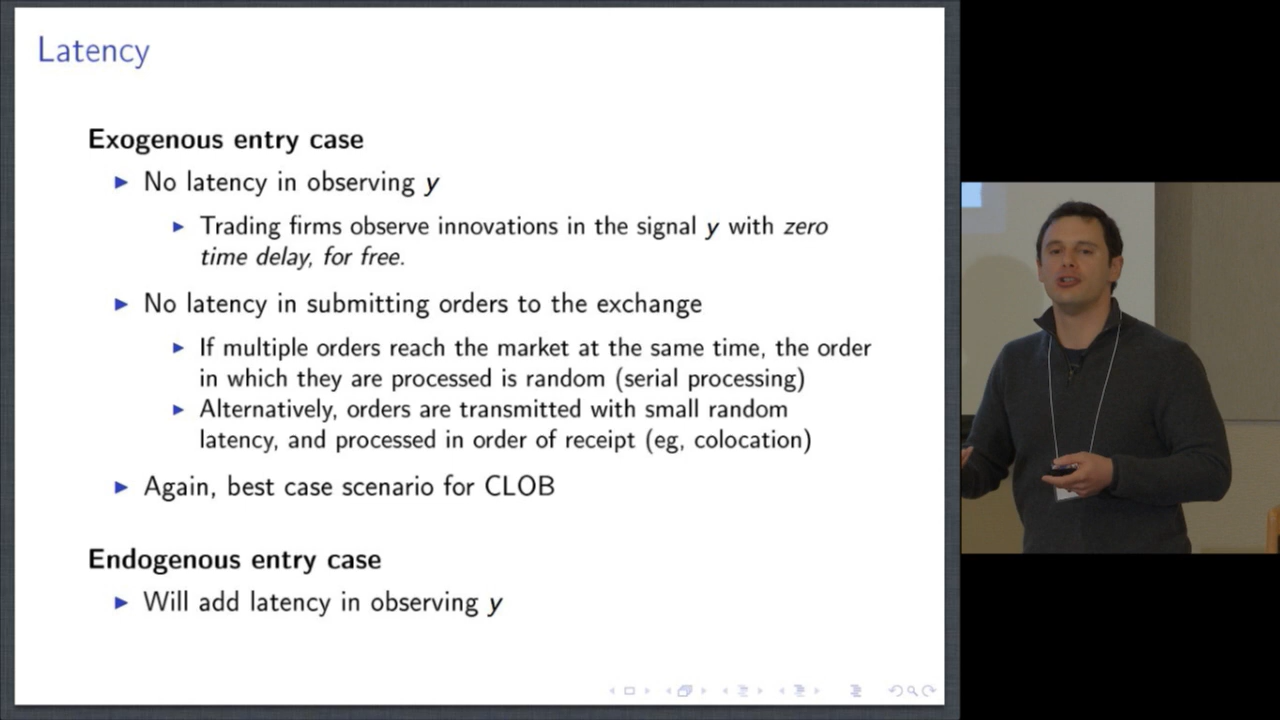 Latency
Exogenous entry case
No latency in observing y
Trading firms observe innovations in the signal y with zero
time delay, for free.
No latency in submitting orders to the exchange
If multiple orders reach the market at the same time, the order
in which they are processed is random (serial processing)
Alternatively, orders are transmitted with small random
latency, and processed in order of receipt (eg, colocation)
Again, best case scenario for CLOB
Endogenous entry case
Will add latency in observing y